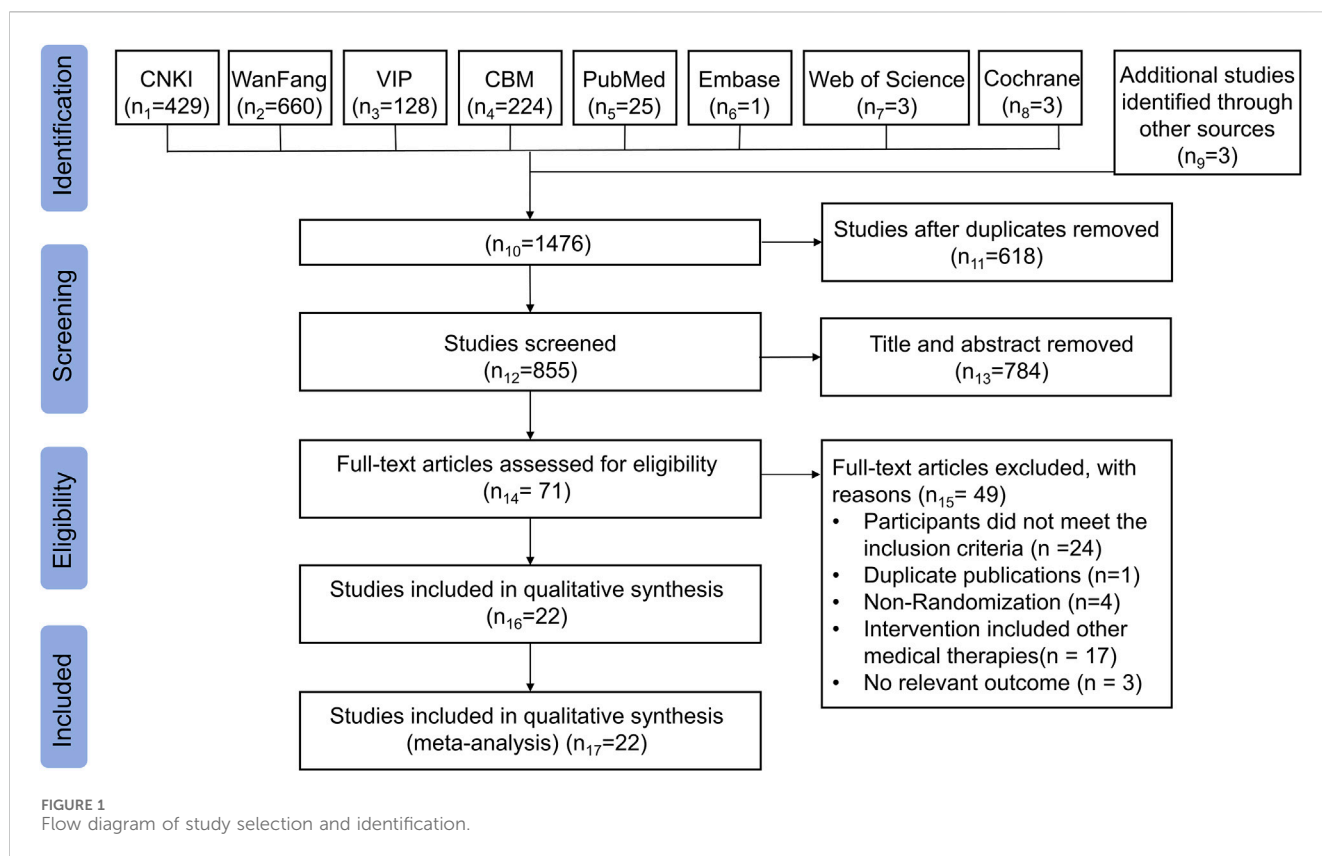 Identification
CNKI
(n₁=429)
WanFang
(n₂=660)
VIP
(n₃=128)
CBM
(n₄=224)
PubMed
(n₅=25)
Embase
(n₆=1)
Web of Science
(n₇=3)
Cochrane
(n₈=3)
Additional studies
identified through
other sources
(n₉=3)
Screening
(n₁₀=1476)
Studies after duplicates removed
(n₁₁=618)
Studies screened
(n₁₂=855)
Title and abstract removed
(n₁₃=784)
Eligibility
Full-text articles assessed for eligibility
(n₁₄= 71)
Full-text articles excluded, with
reasons (n₁₅= 49)
• Participants did not meet the
inclusion criteria (n =24)
• Duplicate publications (n=1)
• Non-Randomization (n=4)
• Intervention included other
medical therapies(n = 17)
• No relevant outcome (n = 3)
Studies included in qualitative synthesis
(n₁₆=22)
Included
Studies included in qualitative synthesis
(meta-analysis) (n₁₇=22)
FIGURE 1
Flow diagram of study selection and identification.